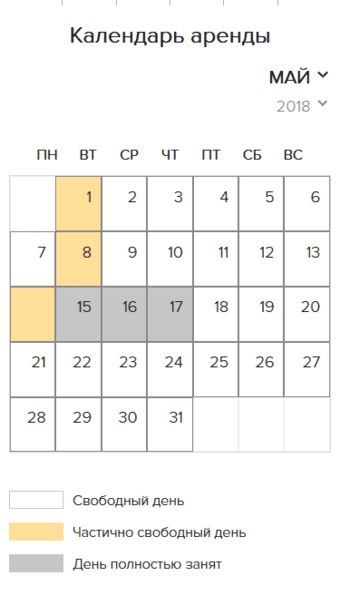 Календарь аренды
МАЙ
2018
ПН ВТ СР ЧТ ПТ СБ ВС
1 2 3 4 5 6
7 8 9 10 11 12 13
15 16 17 18 19 20
21 22 23 24 25 26 27
28 29 30 31
Свободный день
Частично свободный день
День полностью занят